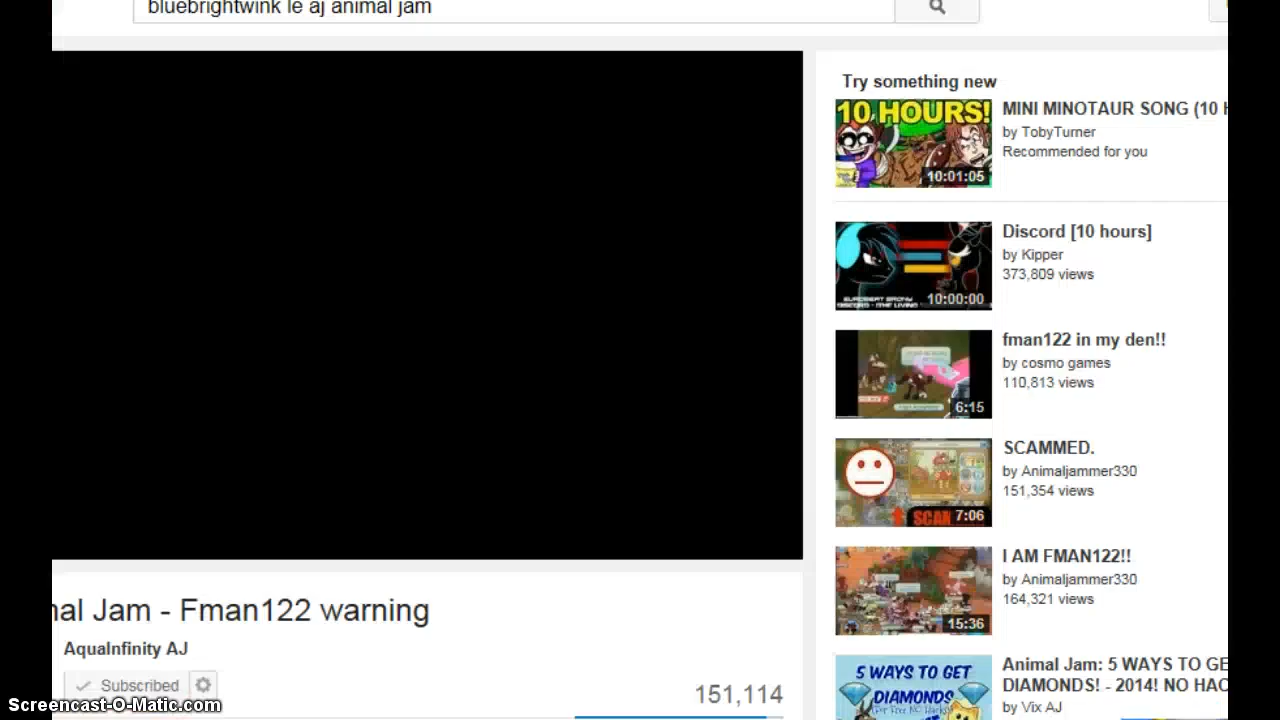 bluebrightwink le aj animal jam
Try something new
10 HOURS!
10:01:05
MINI MINOTAUR SONG (10 H
by TobyTurner
Recommended for you
10:00:00
Discord [10 hours]
by Kipper
373,809 views
6:15
fman122 in my den!!
by cosmo games
110,813 views
SCAM
7:06
SCAMMED.
by Animaljammer330
151,354 views
15:36
I AM FMAN122!!
by Animaljammer330
164,321 views
5 WAYS TO GET
DIAMONDS
Animal Jam: 5 WAYS TO GE
DIAMONDS! - 2014! NO HAC
by Vix AJ
nal Jam - Fman122 warning
AquaInfinity AJ
Subscribed
151,114
Screencast-O-Matic.com